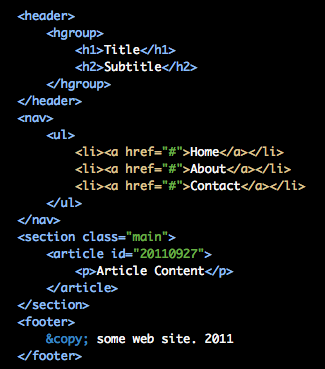 <header>
    <hgroup>
        <h1>Title</h1>
        <h2>Subtitle</h2>
    </hgroup>
</header>
<nav>
    <ul>
        <li><a href="#">Home</a></li>
        <li><a href="#">About</a></li>
        <li><a href="#">Contact</a></li>
    </ul>
</nav>
<section class="main">
    <article id="20110927">
        <p>Article Content</p>
    </article>
</section>
<footer>
    &copy; some web site. 2011
</footer>